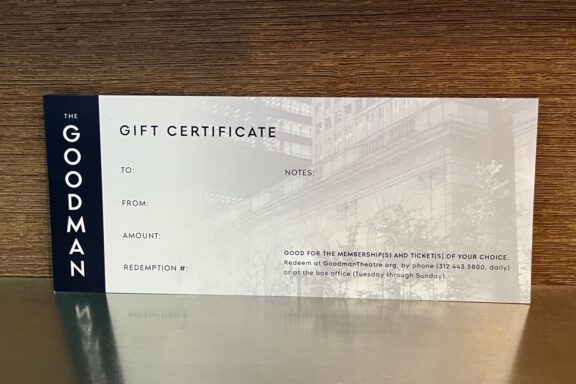 THE
GOODMAN
GIFT CERTIFICATE
TO:
NOTES:
FROM:
AMOUNT:
REDEMPTION #:
GOOD FOR THE MEMBERSHIP(S) AND TICKET(S) OF YOUR CHOICE.
Redeem at GoodmanTheatre.org, by phone (312.443.3800, daily)
or at the box office (Tuesday through Sunday)